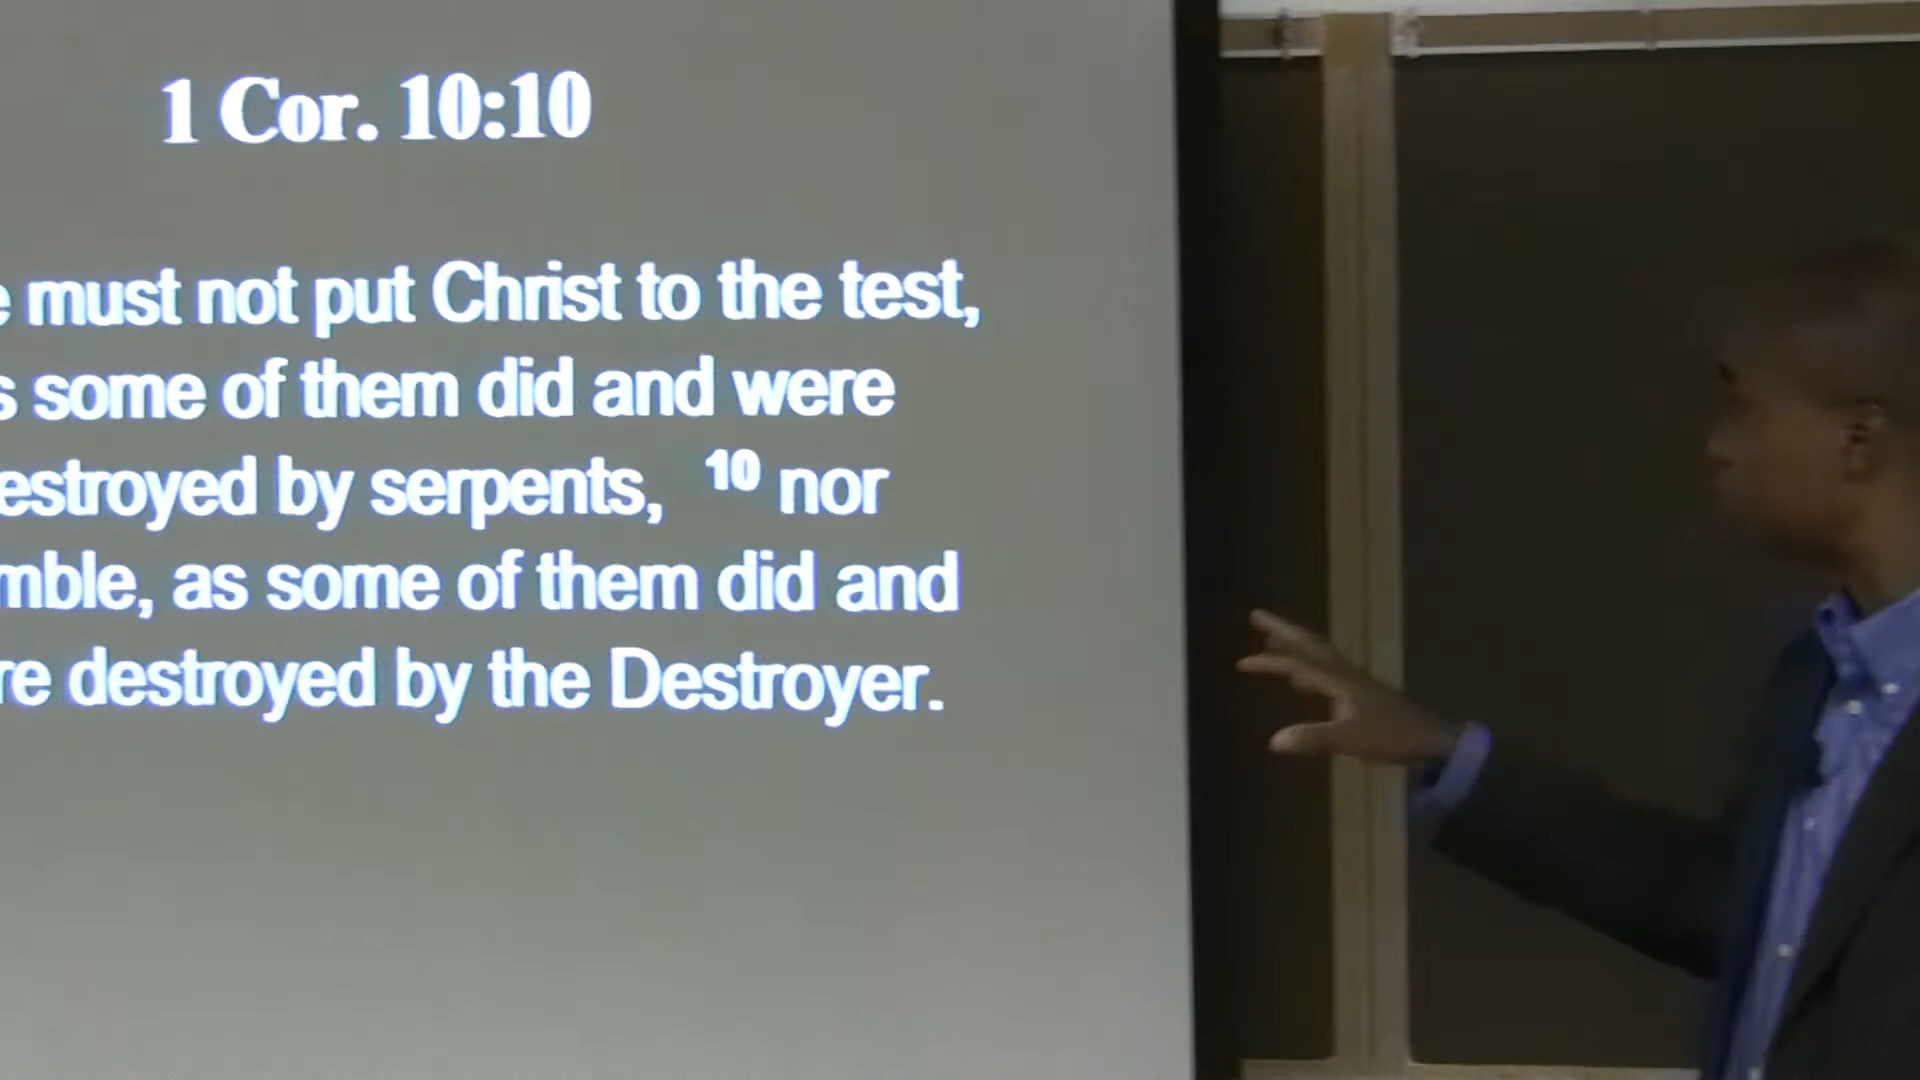 1 Cor. 10:10
e must not put Christ to the test,
s some of them did and were
estroyed by serpents, 10 nor
mble, as some of them did and
re destroyed by the Destroyer.